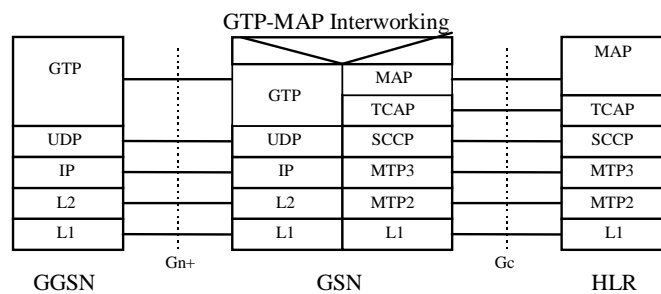 GTP-MAP Interworking
GTP
GTP
MAP
MAP
TCAP
TCAP
UDP
UDP
SCCP
SCCP
IP
IP
MTP3
MTP3
L2
L2
MTP2
MTP2
L1
L1
L1
L1
Gn+
Gc
GGSN
GSN
HLR